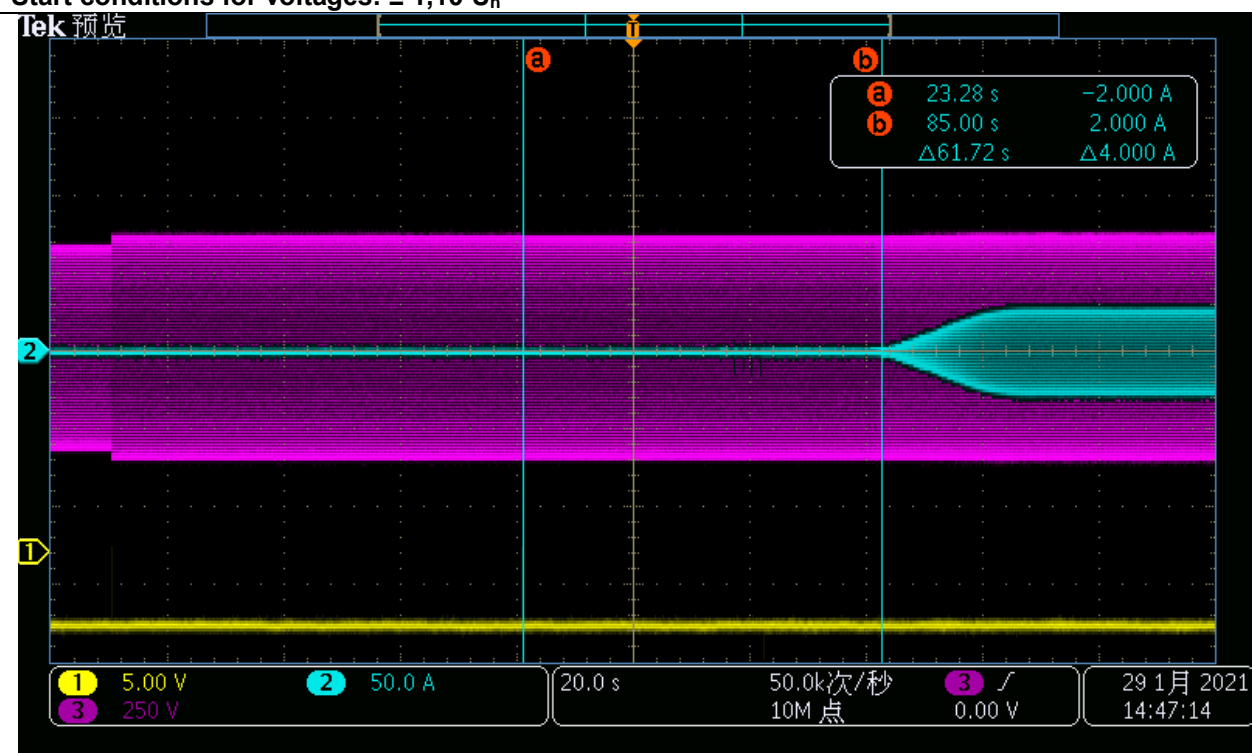 Start conditions for voltages: ≤ 1,10 Uₙ
Tek 预览
T
a
b
a 23.28 s -2.000 A
b 85.00 s 2.000 A
△61.72 s △4.000 A
2
1
1 5.00 V 2 50.0 A 20.0 s 50.0k次/秒 3 29 1月 2021
3 250 V 10M 点 0.00 V 14:47:14